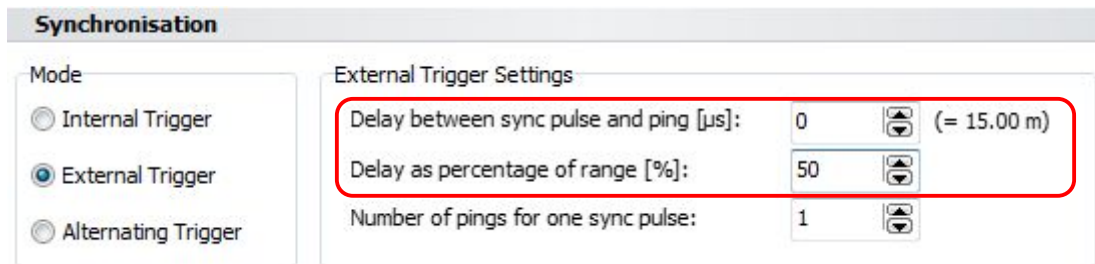 Synchronisation
Mode
External Trigger Settings
Internal Trigger
Delay between sync pulse and ping [µs]: 0 (= 15.00 m)
External Trigger
Delay as percentage of range [%]: 50
Alternating Trigger
Number of pings for one sync pulse: 1